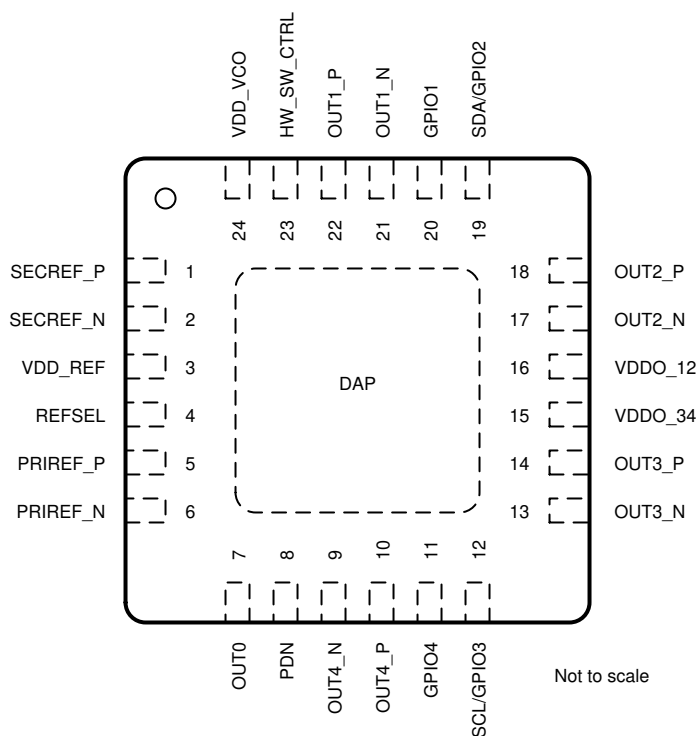 VDD_VCO
HW_SW_CTRL
OUT1_P
OUT1_N
GPIO1
SDA/GPIO2
24
23
22
21
20
19
SECREF_P 1
SECREF_N 2
VDD_REF 3
REFSEL 4
PRIREF_P 5
PRIREF_N 6
DAP
18 OUT2_P
17 OUT2_N
16 VDDO_12
15 VDDO_34
14 OUT3_P
13 OUT3_N
7
8
9
10
11
12
OUT0
PDN
OUT4_N
OUT4_P
GPIO4
SCL/GPIO3
Not to scale